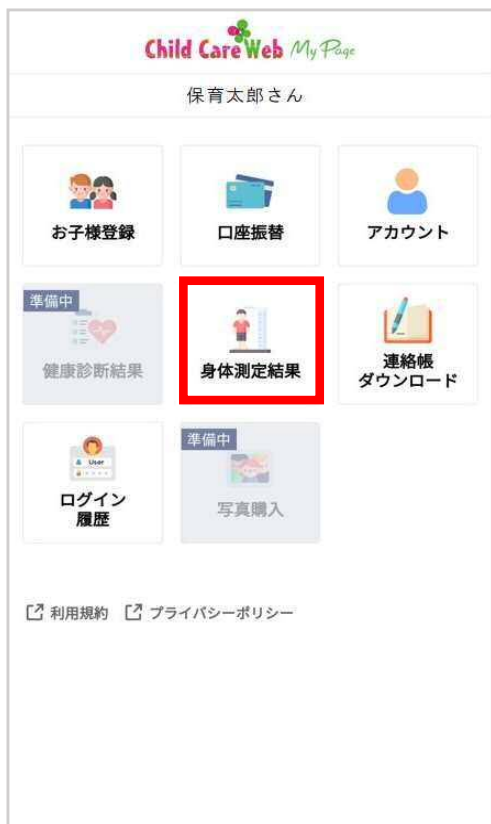 Child Care Web My Page
保育太郎さん
お子様登録
口座振替
アカウント
準備中
健康診断結果
身体測定結果
連絡帳
ダウンロード
User
ログイン
履歴
準備中
写真購入
利用規約 プライバシーポリシー